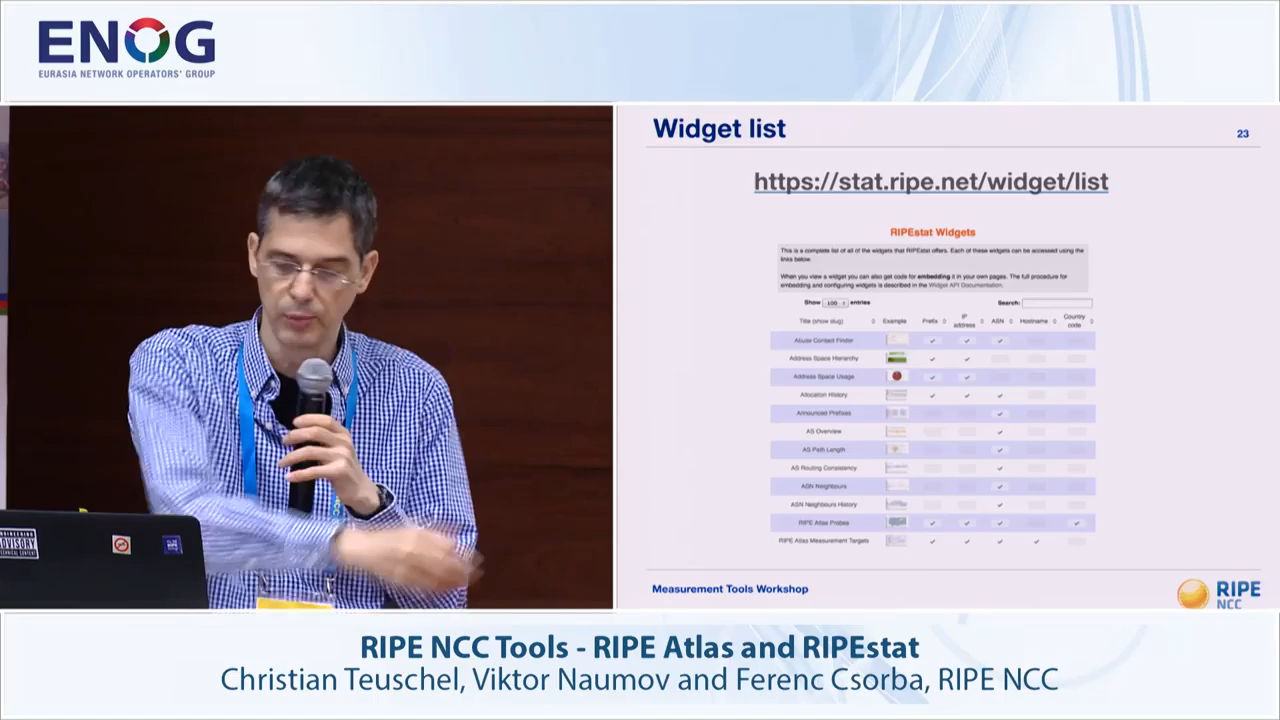 ENOG
EURASIA NETWORK OPERATORS' GROUP
Widget list
23
https://stat.ripe.net/widget/list
RIPEstat Widgets
This is a complete list of all of the widgets that RIPEstat offers. Each of these widgets can be accessed using the
links below.
When you view a widget you can also get code for embedding it in your own pages. The full procedure for
embedding and configuring widgets is described in the Widget API Documentation.
Show 100 entries
Search:
Title (show slug) Example Prefix IP address ASN Hostname Country code
Abuse Contact Finder
Address Space Hierarchy
Address Space Usage
Allocation History
Announced Prefixes
AS Overview
AS Path Length
AS Routing Consistency
ASN Neighbours
ASN Neighbours History
RIPE Atlas Probes
RIPE Atlas Measurement Targets
ADVISORY
Measurement Tools Workshop
RIPE
NCC
RIPE NCC Tools - RIPE Atlas and RIPEstat
Christian Teuschel, Viktor Naumov and Ferenc Csorba, RIPE NCC